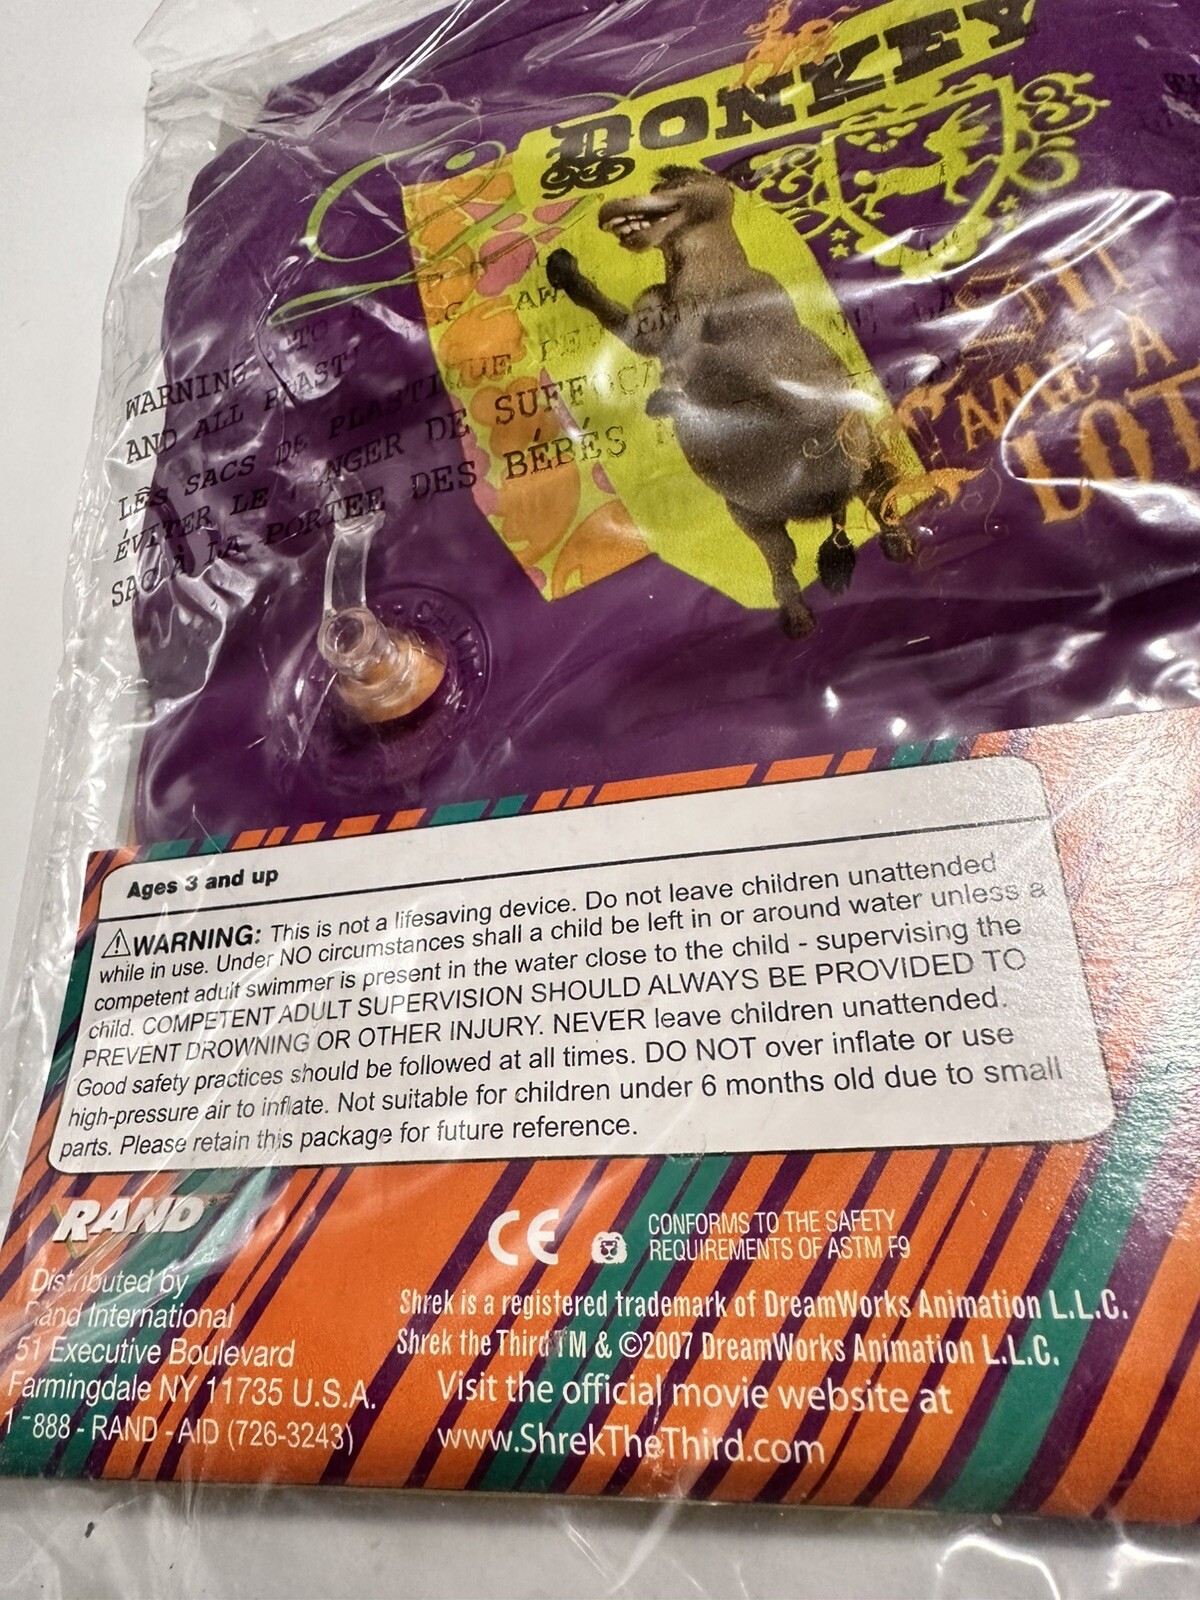 DONKEY
AME A
LOT
WARNING TO AW
AND ALL PLAST
LES SACS DE PLASTIQUE PEU
ÉVITER LE NGER DE SUFFOCA
SAC À LA PORTÉE DES BÉBÉS
Ages 3 and up
⚠WARNING: This is not a lifesaving device. Do not leave children unattended
while in use. Under NO circumstances shall a child be left in or around water unless a
competent adult swimmer is present in the water close to the child - supervising the
child. COMPETENT ADULT SUPERVISION SHOULD ALWAYS BE PROVIDED TO
PREVENT DROWNING OR OTHER INJURY. NEVER leave children unattended.
Good safety practices should be followed at all times. DO NOT over inflate or use
high-pressure air to inflate. Not suitable for children under 6 months old due to small
parts. Please retain this package for future reference.
RAND
Distributed by
Rand International
51 Executive Boulevard
Farmingdale NY 11735 U.S.A.
1-888 - RAND - AID (726-3243)
CE
CONFORMS TO THE SAFETY
REQUIREMENTS OF ASTM F9
Shrek is a registered trademark of DreamWorks Animation L.L.C.
Shrek the Third TM & ©2007 DreamWorks Animation L.L.C.
Visit the official movie website at
www.ShrekTheThird.com